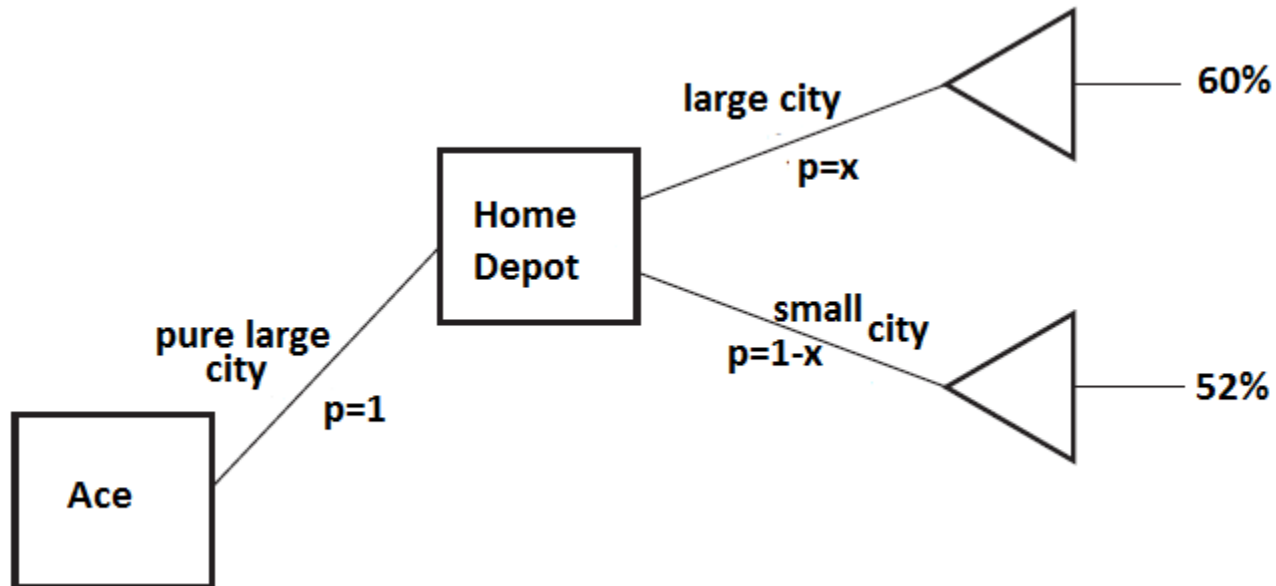 large city
60%
p=x
Home
Depot
small city
p=1-x
52%
pure large
city
p=1
Ace